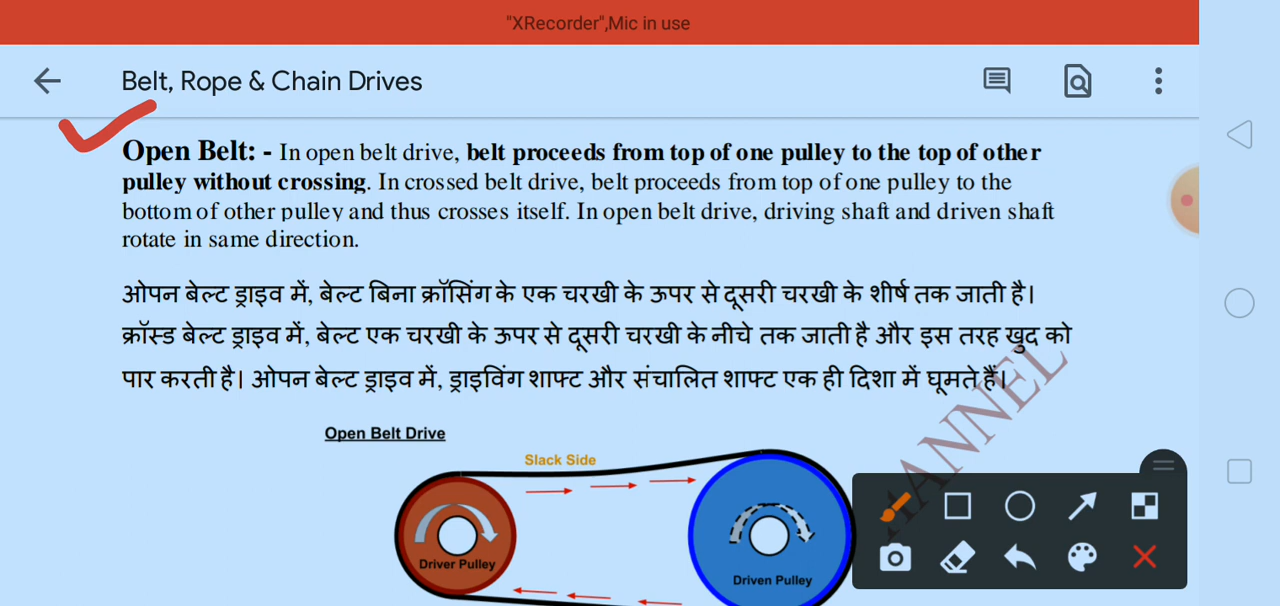 "XRecorder",Mic in use
Belt, Rope & Chain Drives
Open Belt: - In open belt drive, belt proceeds from top of one pulley to the top of other
pulley without crossing. In crossed belt drive, belt proceeds from top of one pulley to the
bottom of other pulley and thus crosses itself. In open belt drive, driving shaft and driven shaft
rotate in same direction.
ओपन बेल्ट ड्राइव में, बेल्ट बिना क्रॉसिंग के एक चरखी के ऊपर से दूसरी चरखी के शीर्ष तक जाती है।
क्रॉस्ड बेल्ट ड्राइव में, बेल्ट एक चरखी के ऊपर से दूसरी चरखी के नीचे तक जाती है और इस तरह खुद को
पार करती है। ओपन बेल्ट ड्राइव में, ड्राइविंग शाफ्ट और संचालित शाफ्ट एक ही दिशा में घूमते हैं।
Open Belt Drive
Slack Side
Driver Pulley
Driven Pulley